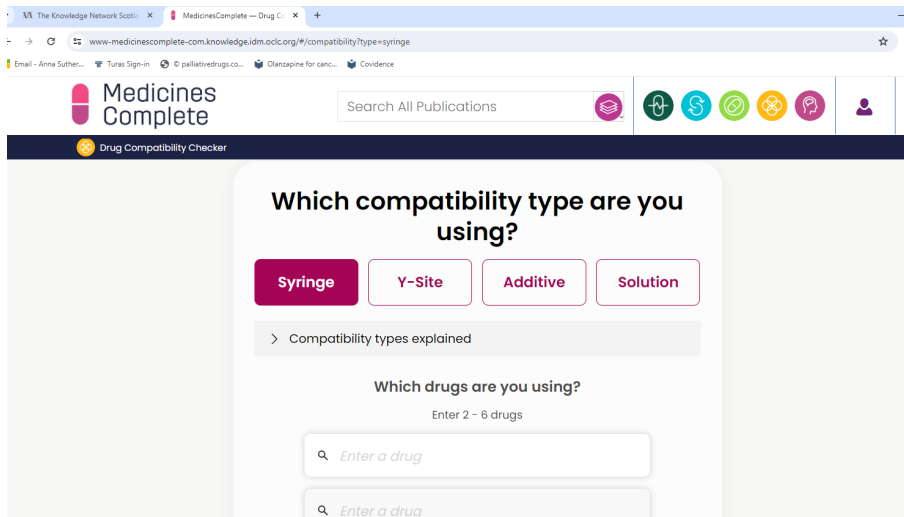 The Knowledge Network Scotla
MedicinesComplete — Drug Co
www-medicinescomplete-com.knowledge.idm.oclc.org/#/compatibility?type=syringe
Email - Anna Suther...
Turas Sign-in
© palliativedrugs.co...
Olanzapine for canc...
Covidence
Medicines
Complete
Search All Publications
Drug Compatibility Checker
Which compatibility type are you
using?
Syringe
Y-Site
Additive
Solution
Compatibility types explained
Which drugs are you using?
Enter 2 - 6 drugs
Enter a drug
Enter a drug